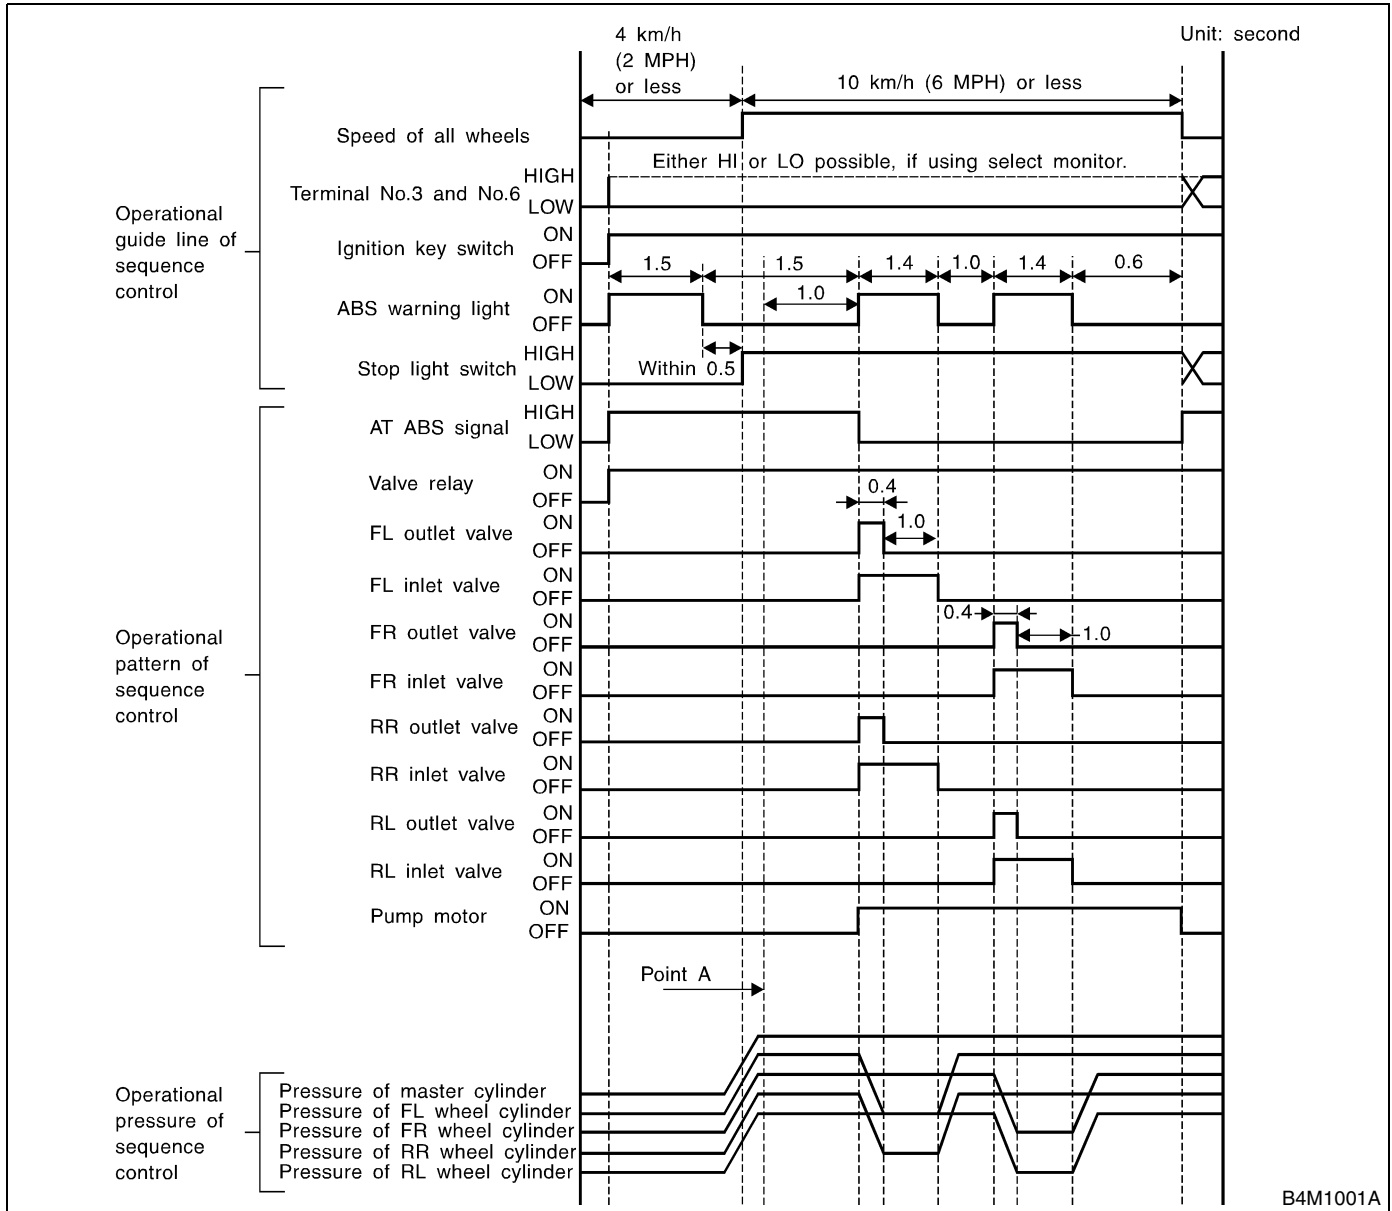 4 km/h
(2 MPH)
or less
Unit: second
10 km/h (6 MPH) or less
Speed of all wheels
Either HI or LO possible, if using select monitor.
Operational
guide line of
sequence
control
Terminal No.3 and No.6
HIGH
LOW
Ignition key switch
ON
OFF
1.5
1.5
1.4
1.0
1.4
0.6
ABS warning light
ON
OFF
1.0
Stop light switch
HIGH
LOW
Within 0.5
AT ABS signal
HIGH
LOW
Valve relay
ON
OFF
0.4
FL outlet valve
ON
OFF
1.0
FL inlet valve
ON
OFF
Operational
pattern of
sequence
control
FR outlet valve
ON
OFF
0.4
1.0
FR inlet valve
ON
OFF
RR outlet valve
ON
OFF
RR inlet valve
ON
OFF
RL outlet valve
ON
OFF
RL inlet valve
ON
OFF
Pump motor
ON
OFF
Point A
Operational
pressure of
sequence
control
Pressure of master cylinder
Pressure of FL wheel cylinder
Pressure of FR wheel cylinder
Pressure of RR wheel cylinder
Pressure of RL wheel cylinder
B4M1001A